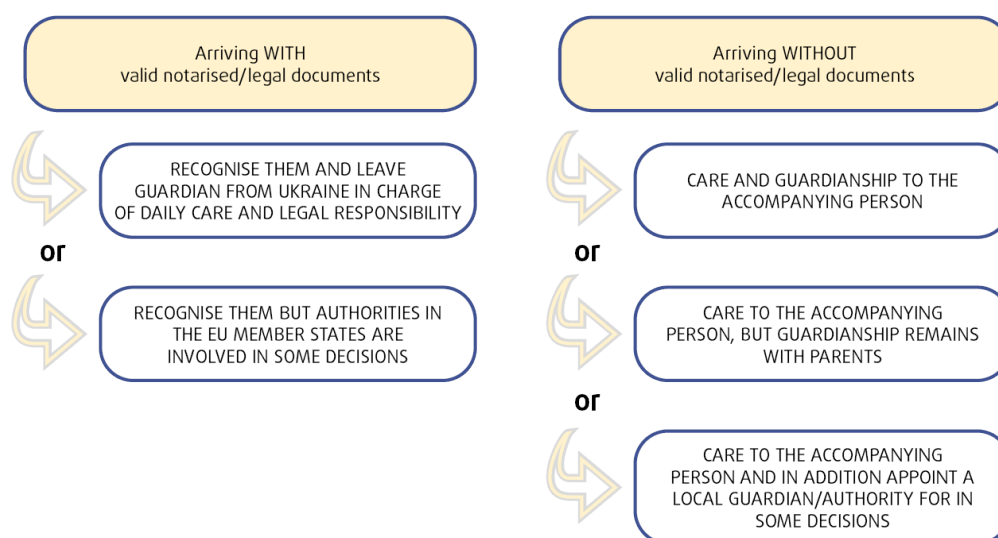 Arriving WITH
valid notarised/legal documents
RECOGNISE THEM AND LEAVE
GUARDIAN FROM UKRAINE IN CHARGE
OF DAILY CARE AND LEGAL RESPONSIBILITY
or
RECOGNISE THEM BUT AUTHORITIES IN
THE EU MEMBER STATES ARE
INVOLVED IN SOME DECISIONS
Arriving WITHOUT
valid notarised/legal documents
CARE AND GUARDIANSHIP TO THE
ACCOMPANYING PERSON
or
CARE TO THE ACCOMPANYING
PERSON, BUT GUARDIANSHIP REMAINS
WITH PARENTS
or
CARE TO THE ACCOMPANYING
PERSON AND IN ADDITION APPOINT A
LOCAL GUARDIAN/AUTHORITY FOR IN
SOME DECISIONS